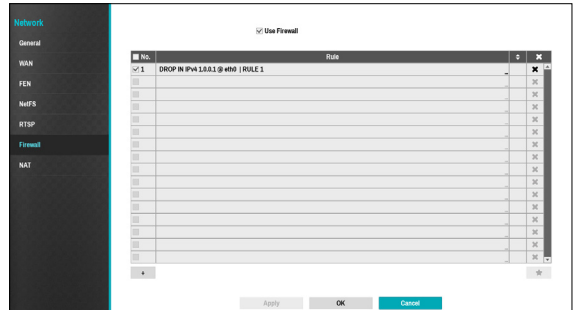 Network
General
WAN
FEN
NetFS
RTSP
Firewall
NAT
Use Firewall
No. Rule
1 DROP IN IPv4 1.0.0.1 @ eth0 | RULE 1
Apply OK Cancel